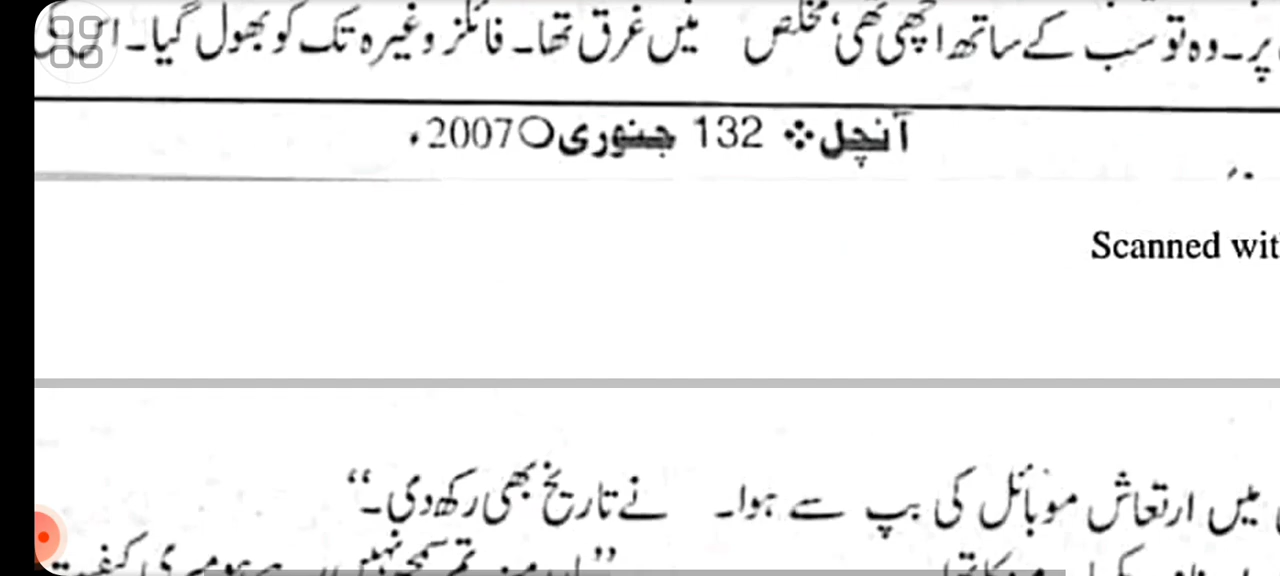 پر۔ وہ تو سب کے ساتھ اچھی تھی، مخلص
میں غرق تھا۔ فائلز وغیرہ تک کو بھول گیا۔
آنچل 132 جنوری 2007ء
Scanned wit
میں ارتعاش موبائل کی بپ سے ہوا۔
نے تاریخ بھی رکھ دی۔“